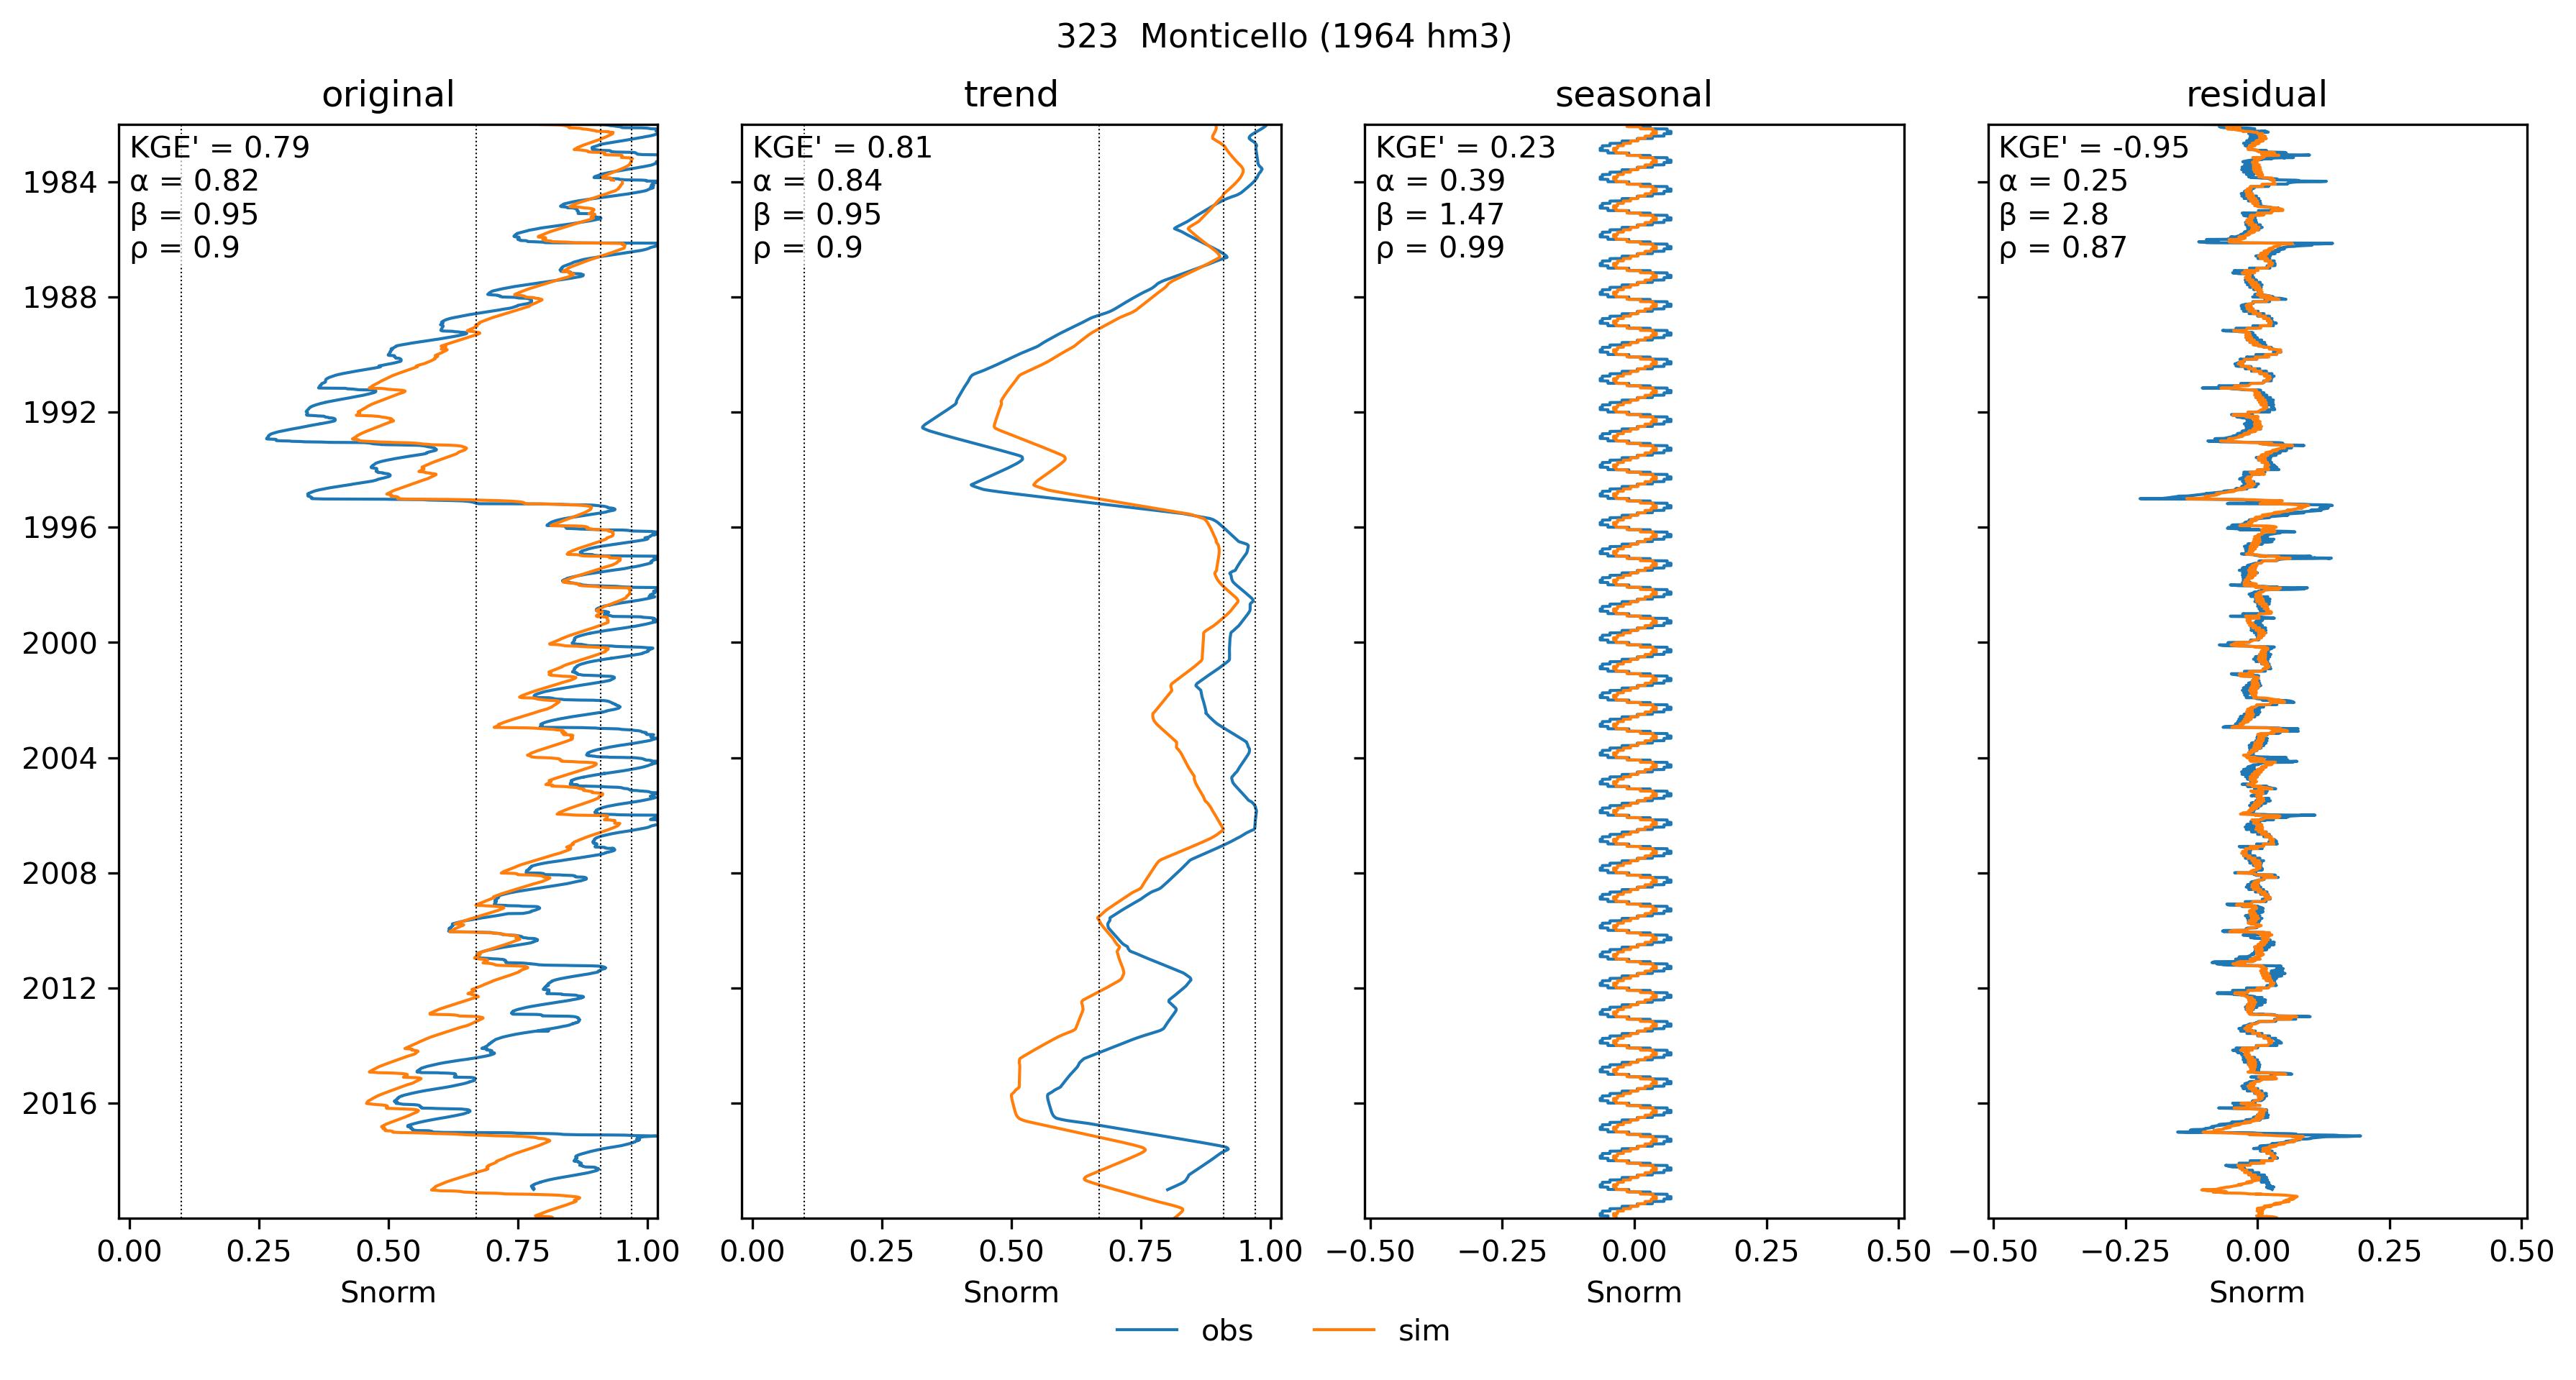 323  Monticello (1964 hm3)
original
trend
seasonal
residual
KGE' = 0.79
α = 0.82
β = 0.95
ρ = 0.9
KGE' = 0.81
α = 0.84
β = 0.95
ρ = 0.9
KGE' = 0.23
α = 0.39
β = 1.47
ρ = 0.99
KGE' = -0.95
α = 0.25
β = 2.8
ρ = 0.87
1984
1988
1992
1996
2000
2004
2008
2012
2016
0.00 0.25 0.50 0.75 1.00
0.00 0.25 0.50 0.75 1.00
−0.50 −0.25 0.00 0.25 0.50
−0.50 −0.25 0.00 0.25 0.50
Snorm
Snorm
Snorm
Snorm
obs
sim